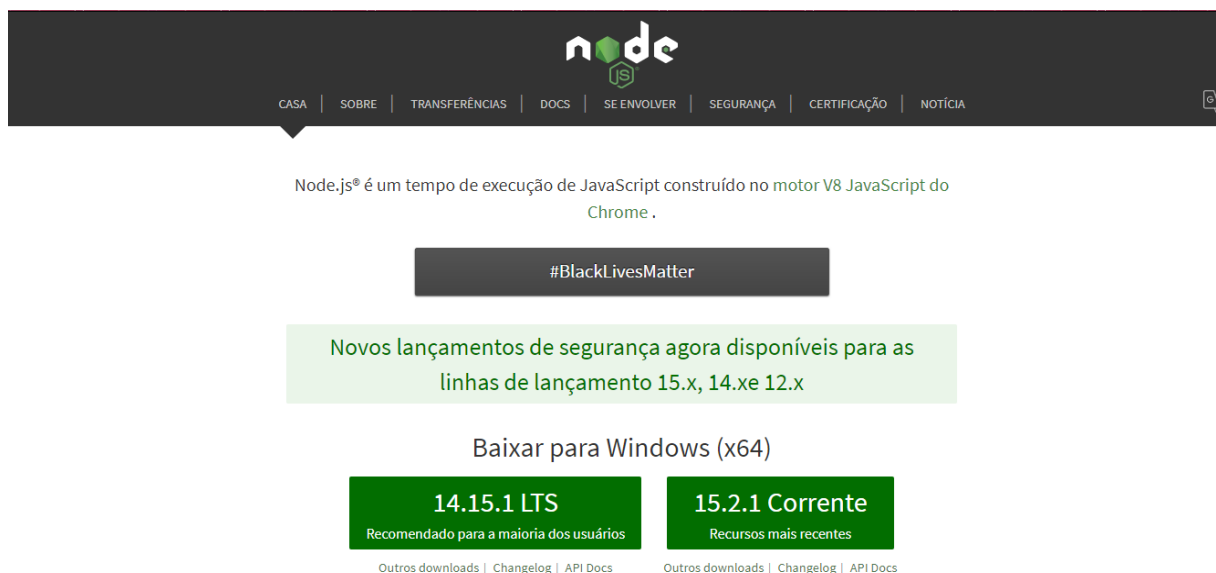 node
JS
CASA | SOBRE | TRANSFERÊNCIAS | DOCS | SE ENVOLVER | SEGURANÇA | CERTIFICAÇÃO | NOTÍCIA
Node.js® é um tempo de execução de JavaScript construído no motor V8 JavaScript do
Chrome .
#BlackLivesMatter
Novos lançamentos de segurança agora disponíveis para as
linhas de lançamento 15.x, 14.xe 12.x
Baixar para Windows (x64)
14.15.1 LTS
Recomendado para a maioria dos usuários
15.2.1 Corrente
Recursos mais recentes
Outros downloads | Changelog | API Docs
Outros downloads | Changelog | API Docs